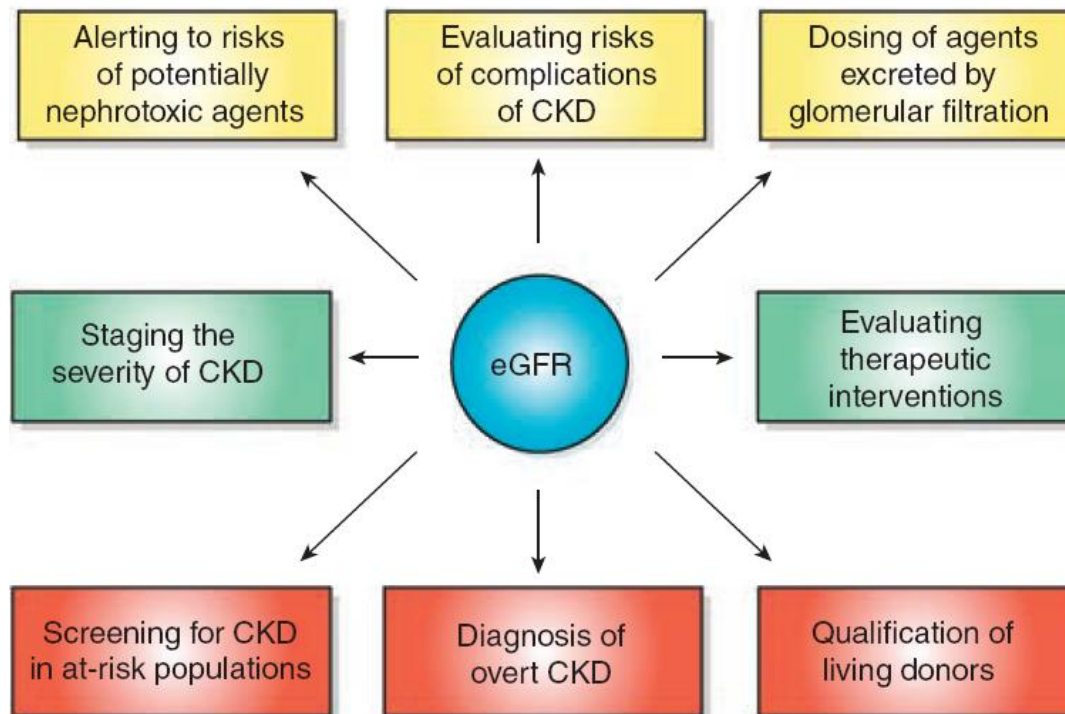 Alerting to risks
of potentially
nephrotoxic agents
Evaluating risks
of complications
of CKD
Dosing of agents
excreted by
glomerular filtration
Staging the
severity of CKD
eGFR
Evaluating
therapeutic
interventions
Screening for CKD
in at-risk populations
Diagnosis of
overt CKD
Qualification of
living donors